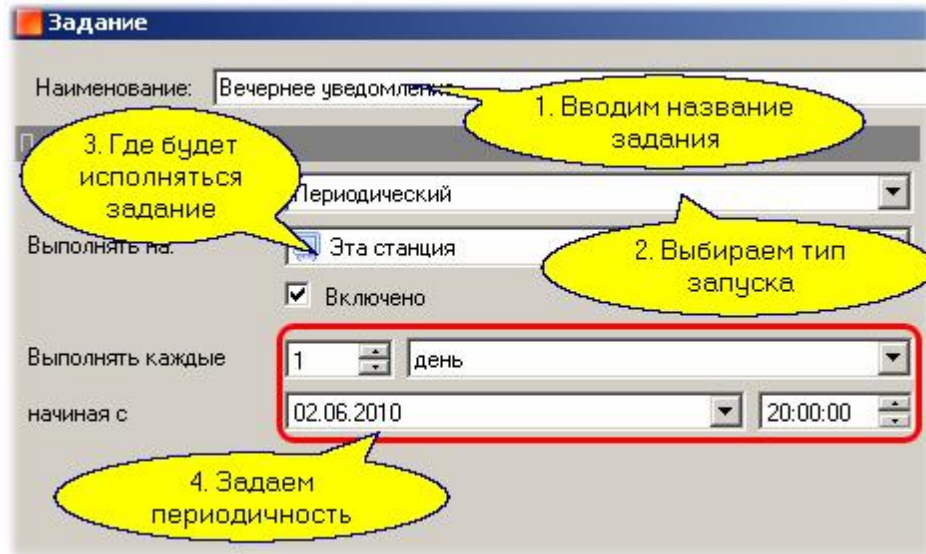 Задание
Наименование:
Вечернее уведомление
1. Вводим название
задания
3. Где будет
исполняться
задание
Периодический
2. Выбираем тип
запуска
Выполнять на:
Эта станция
Включено
Выполнять каждые
1
день
начиная с
02.06.2010
20:00:00
4. Задаем
периодичность